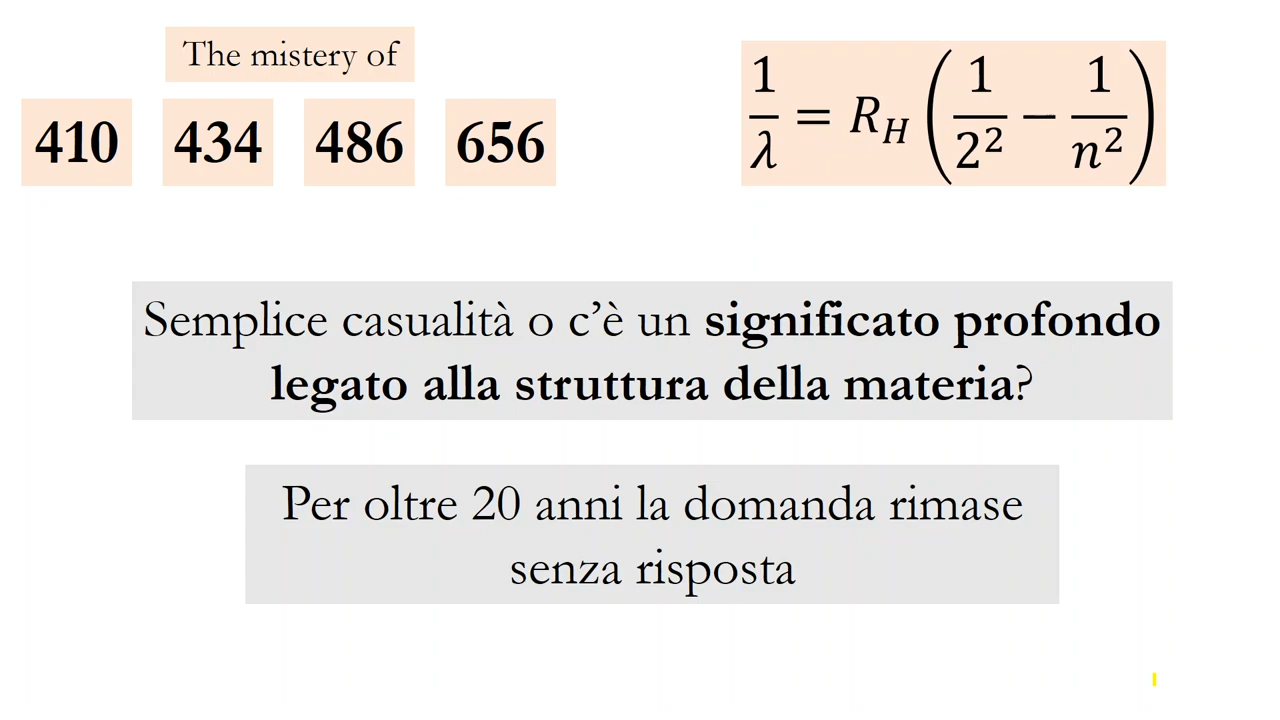 The mistery of
410 434 486 656
1/λ = R_H (1/2² − 1/n²)
Semplice casualità o c’è un significato profondo
legato alla struttura della materia?
Per oltre 20 anni la domanda rimase
senza risposta